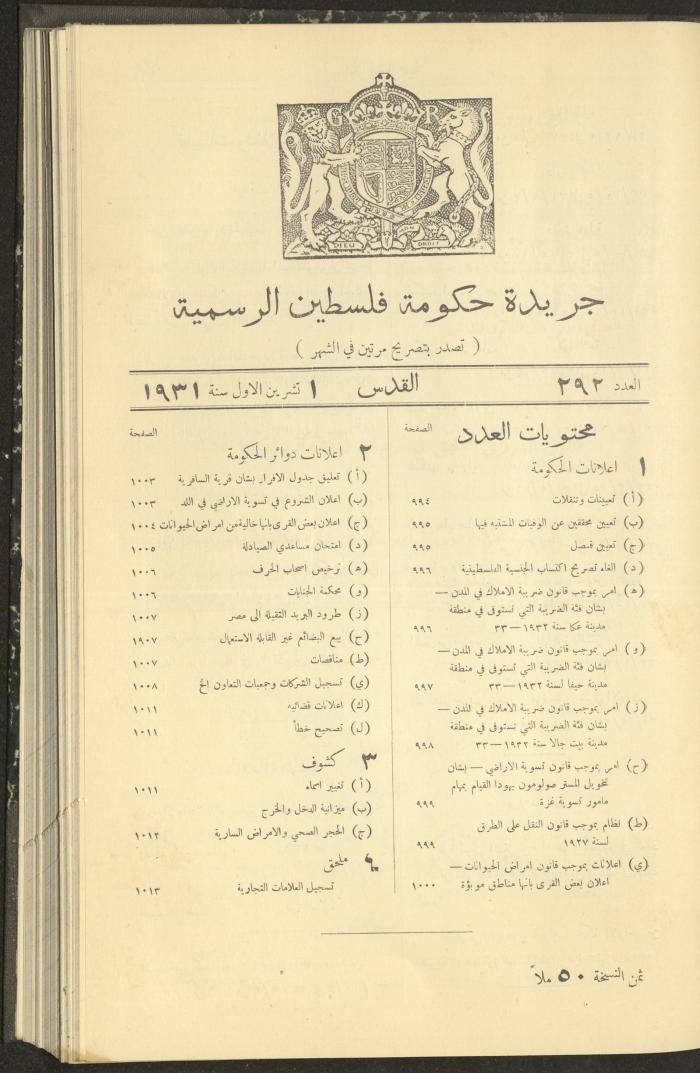 G R
DIEU ET MON DROIT
جريدة حكومة فلسطين الرسمية
( تصدر بتصريح مرتين في الشهر )
العدد ٢٩٢ القدس ١ تشرين الاول سنة ١٩٣١
محتويات العدد الصفحة
١ اعلانات الحكومة
(أ) تعيينات وتنقلات ٩٩٤
(ب) تعيين محققين عن الوفيات المشتبه فيها ٩٩٥
(ج) تعيين قنصل ٩٩٥
(د) الغاء تصريح اكتساب الجنسية الفلسطينية ٩٩٦
(ه) امر بموجب قانون ضريبة الاملاك في المدن —
بشان فئة الضريبة التي تستوفى في منطقة
مدينة عكا سنة ١٩٣٢—٣٣ ٩٩٦
(و) امر بموجب قانون ضريبة الاملاك في المدن —
بشان فئة الضريبة التي تستوفى في منطقة
مدينة حيفا لسنة ١٩٣٢—٣٣ ٩٩٧
(ز) امر بموجب قانون ضريبة الاملاك في المدن —
بشان فئة الضريبة التي تستوفى في منطقة
مدينة بيت جالا سنة ١٩٣٢—٣٣ ٩٩٨
(ح) امر بموجب قانون تسوية الاراضي — بشان
تخويل المستر صولومون يهودا القيام بمهام
مامور تسوية غزة ٩٩٩
(ط) نظام بموجب قانون النقل على الطرق
لسنة ١٩٢٧ ٩٩٩
(ي) اعلانات بموجب قانون امراض الحيوانات —
اعلان بعض القرى بانها مناطق موبؤة ١٠٠٠
الصفحة
٢ اعلانات دوائر الحكومة
(أ) تعليق جدول الافراز بشان قرية السافرية ١٠٠٣
(ب) اعلان الشروع في تسوية الاراضي في اللد ١٠٠٣
(ج) اعلان بعض القرى بانها خالية من امراض الحيوانات ١٠٠٤
(د) امتحان مساعدي الصيادلة ١٠٠٥
(ه) ترخيص اصحاب الحرف ١٠٠٦
(و) محكمة الجنايات ١٠٠٦
(ز) طرود البريد الثقيلة الى مصر ١٠٠٧
(ح) بيع البضائع غير القابلة الاستعمال ١٩٠٧
(ط) مناقصات ١٠٠٧
(ي) تسجيل الشركات وجمعيات التعاون الخ ١٠٠٨
(ك) اعلانات قضائية ١٠١١
(ل) تصحيح خطأ ١٠١١
٣ كشوف
(أ) تغيير اسماء ١٠١١
(ب) ميزانية الدخل والخرج
(ج) الحجر الصحي والامراض السارية ١٠١٢
٤ ملحق
تسجيل العلامات التجارية ١٠١٣
ثمن النسخة ٥٠ ملاً